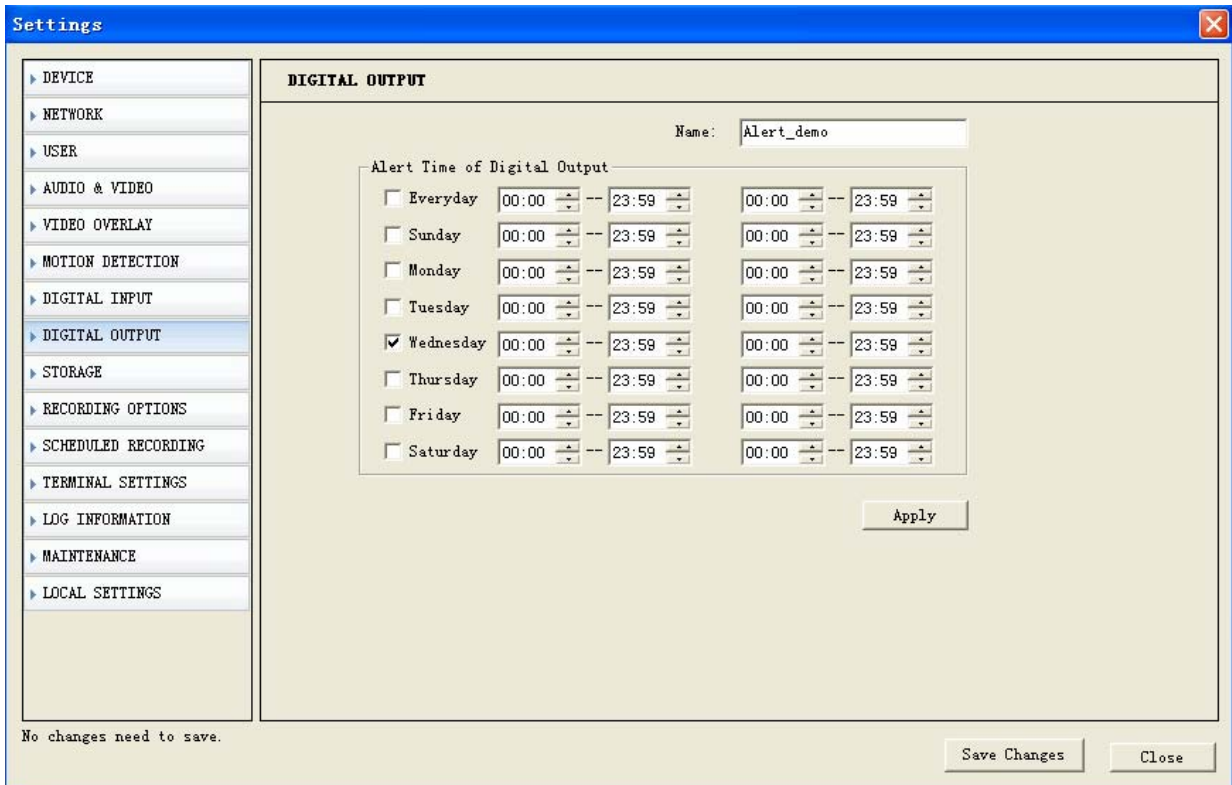 Settings
DEVICE
NETWORK
USER
AUDIO & VIDEO
VIDEO OVERLAY
MOTION DETECTION
DIGITAL INPUT
DIGITAL OUTPUT
STORAGE
RECORDING OPTIONS
SCHEDULED RECORDING
TERMINAL SETTINGS
LOG INFORMATION
MAINTENANCE
LOCAL SETTINGS
DIGITAL OUTPUT
Name: Alert_demo
Alert Time of Digital Output
Everyday 00:00 -- 23:59 00:00 -- 23:59
Sunday 00:00 -- 23:59 00:00 -- 23:59
Monday 00:00 -- 23:59 00:00 -- 23:59
Tuesday 00:00 -- 23:59 00:00 -- 23:59
Wednesday 00:00 -- 23:59 00:00 -- 23:59
Thursday 00:00 -- 23:59 00:00 -- 23:59
Friday 00:00 -- 23:59 00:00 -- 23:59
Saturday 00:00 -- 23:59 00:00 -- 23:59
Apply
No changes need to save.
Save Changes Close